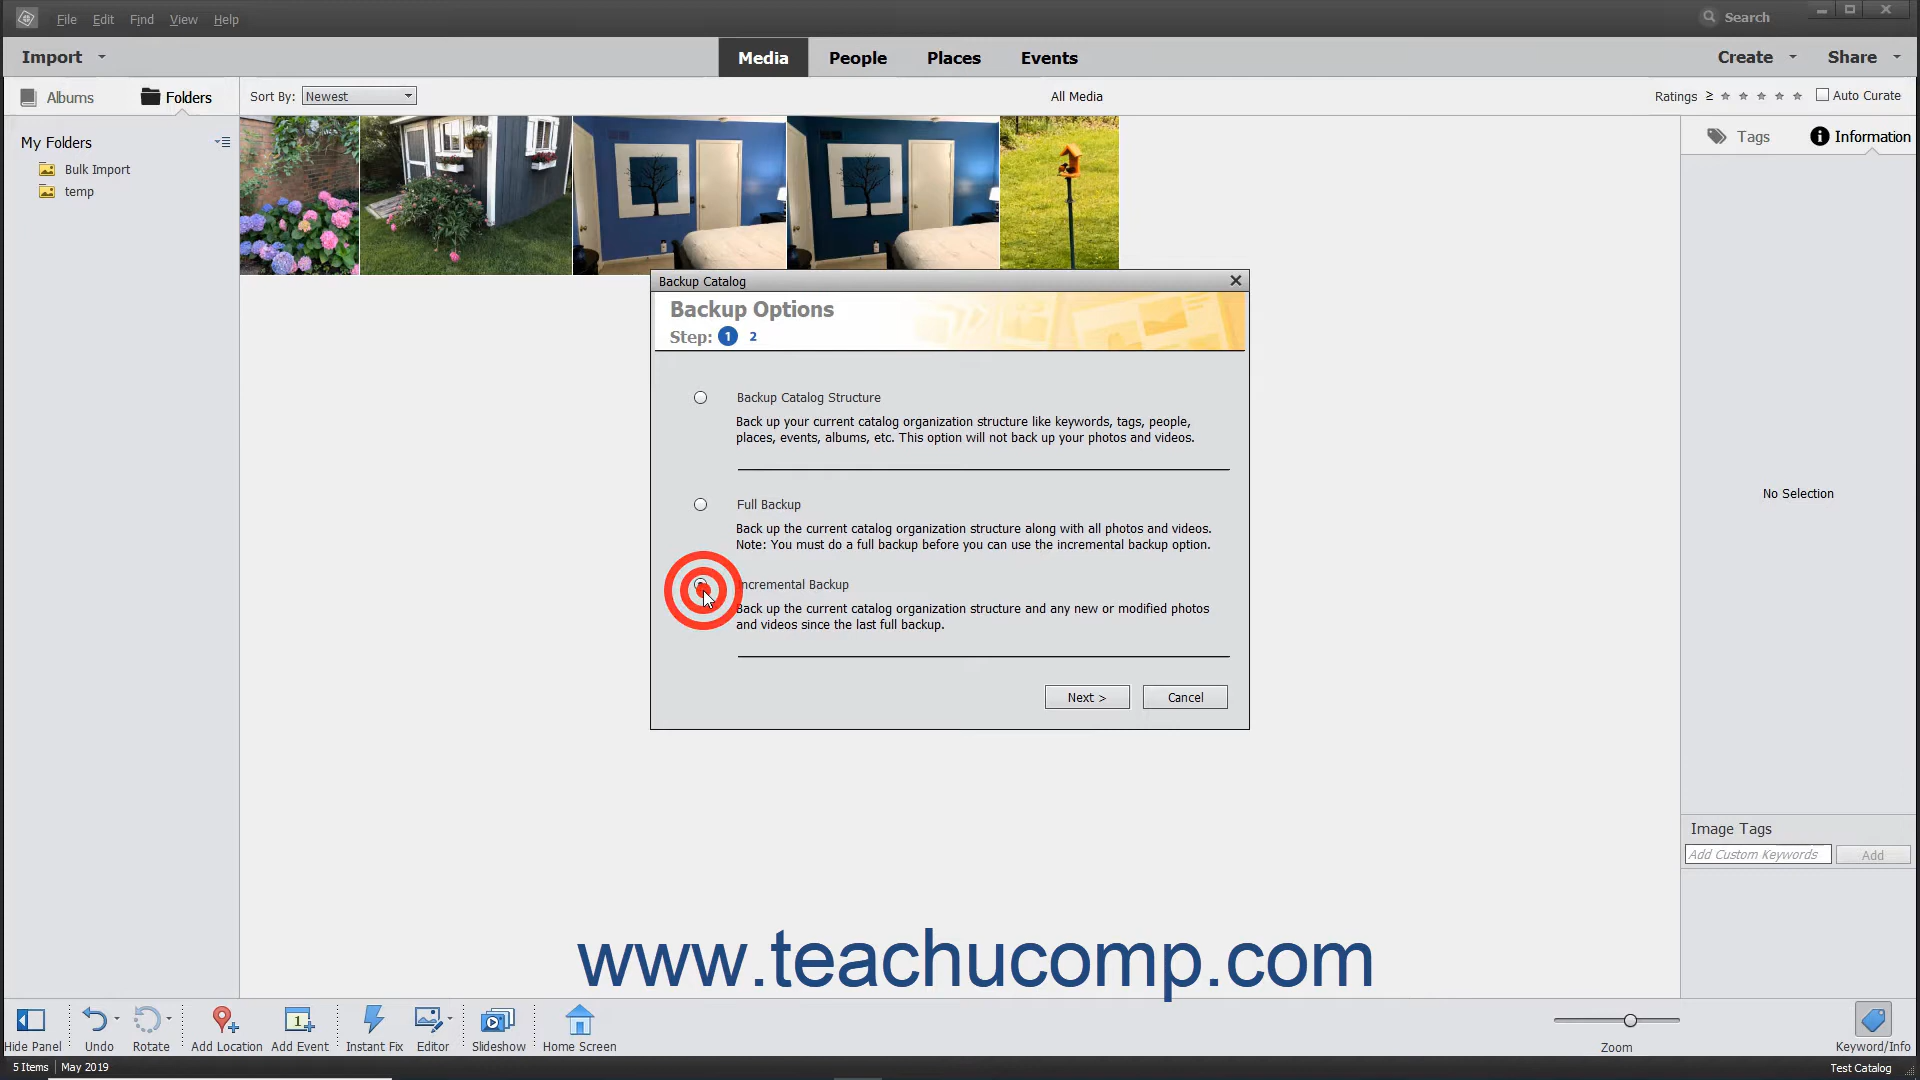 File Edit Find View Help
Search
Import
Media People Places Events
Create Share
Albums Folders
Sort By: Newest
All Media
Ratings ≥
Auto Curate
My Folders
Bulk Import
temp
Tags Information
No Selection
Backup Catalog
Backup Options
Step: 1 2
Backup Catalog Structure
Back up your current catalog organization structure like keywords, tags, people,
places, events, albums, etc. This option will not back up your photos and videos.
Full Backup
Back up the current catalog organization structure along with all photos and videos.
Note: You must do a full backup before you can use the incremental backup option.
Incremental Backup
Back up the current catalog organization structure and any new or modified photos
and videos since the last full backup.
Next > Cancel
Image Tags
Add Custom Keywords Add
www.teachucomp.com
Hide Panel Undo Rotate Add Location Add Event Instant Fix Editor Slideshow Home Screen
Zoom
Keyword/Info
5 Items May 2019
Test Catalog